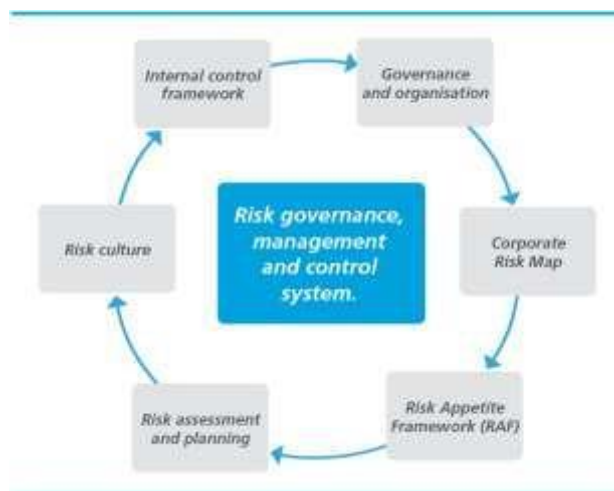 Internal control
framework
Governance
and organisation
Risk governance,
management
and control
system.
Risk culture
Corporate
Risk Map
Risk assessment
and planning
Risk Appetite
Framework (RAF)